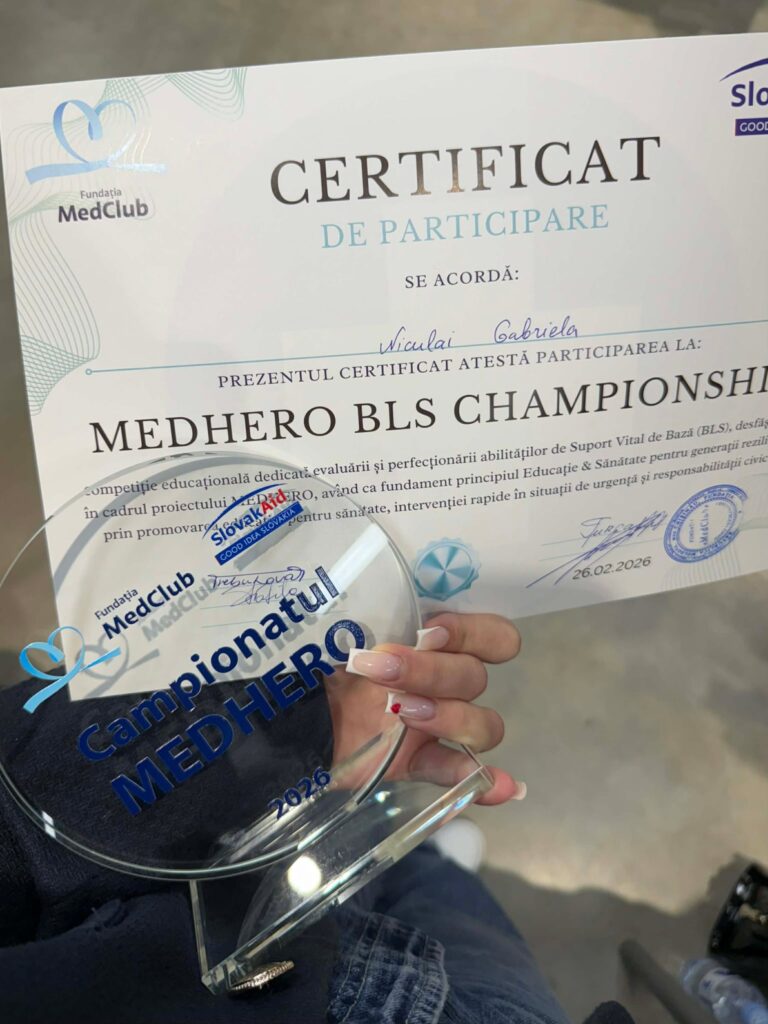 Fundația
MedClub
Slo
GOOD
CERTIFICAT
DE PARTICIPARE
SE ACORDĂ:
Niculai Gabriela
PREZENTUL CERTIFICAT ATESTĂ PARTICIPAREA LA:
MEDHERO BLS CHAMPIONSHI
competiție educațională dedicată evaluării și perfecționării abilităților de Suport Vital de Bază (BLS), desfăș
în cadrul proiectului MEDHERO, având ca fundament principiul Educație & Sănătate pentru generații rezili
prin promovarea pentru sănătate, intervenției rapide în situații de urgență și responsabilității civic
26.02.2026
SlovakAid
GOOD IDEA SLOVAKIA
Fundația
MedClub
Campionatul
MEDHERO
2026